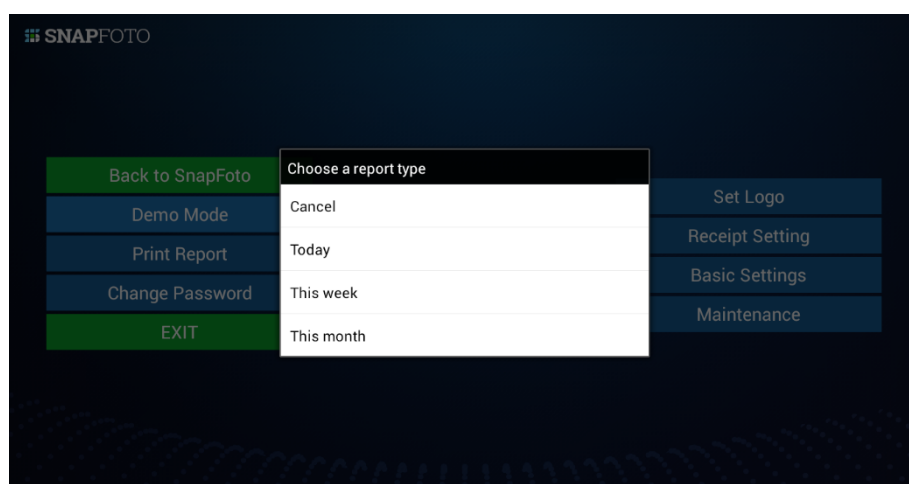 SNAPFOTO
Back to SnapFoto
Demo Mode
Print Report
Change Password
EXIT
Choose a report type
Cancel
Today
This week
This month
Set Logo
Receipt Setting
Basic Settings
Maintenance